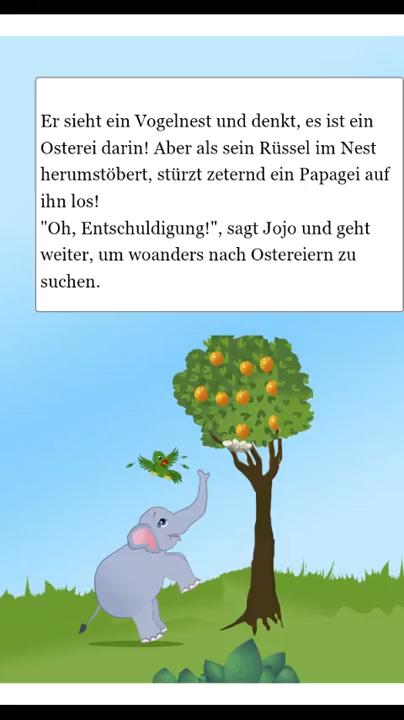 Er sieht ein Vogelnest und denkt, es ist ein
Osterei darin! Aber als sein Rüssel im Nest
herumstöbert, stürzt zeternd ein Papagei auf
ihn los!
"Oh, Entschuldigung!", sagt Jojo und geht
weiter, um woanders nach Ostereiern zu
suchen.